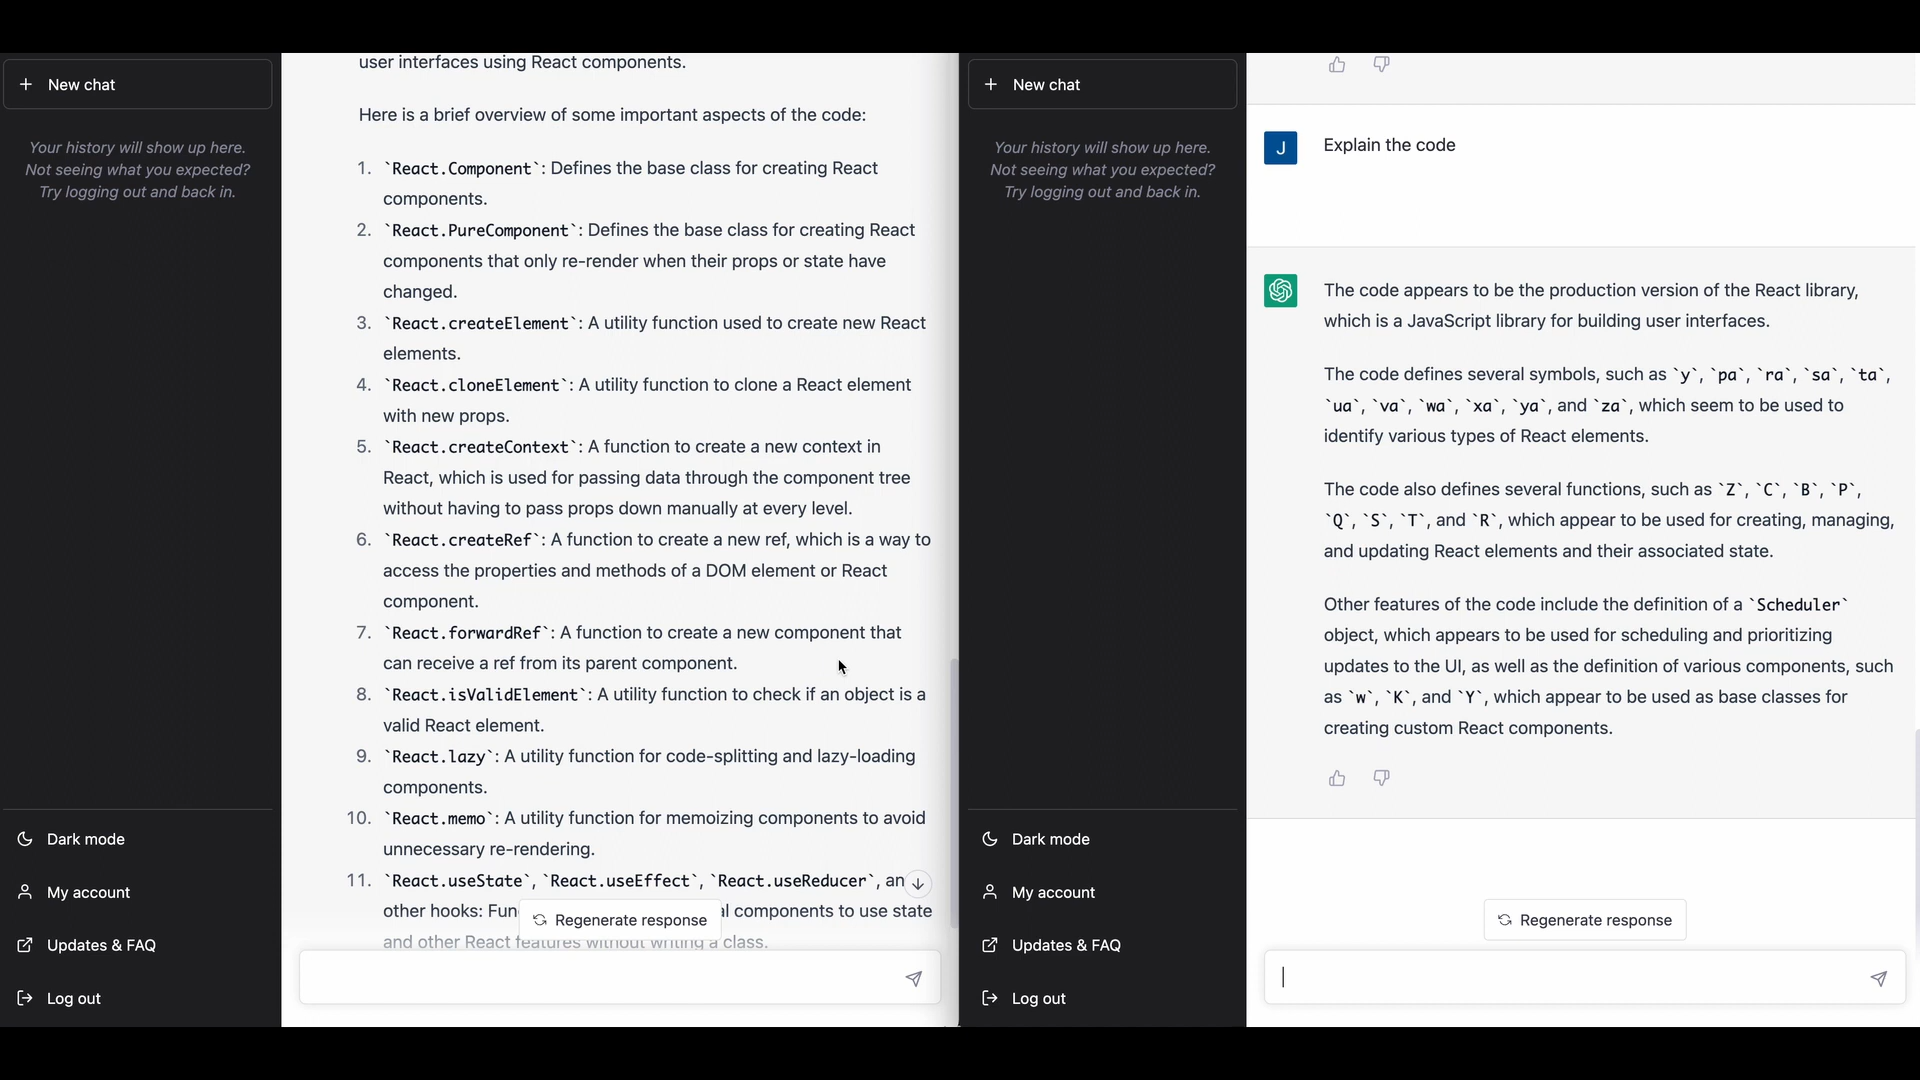 New chat
Your history will show up here.
Not seeing what you expected?
Try logging out and back in.
Dark mode
My account
Updates & FAQ
Log out
user interfaces using React components.
Here is a brief overview of some important aspects of the code:
1. `React.Component`: Defines the base class for creating React
components.
2. `React.PureComponent`: Defines the base class for creating React
components that only re-render when their props or state have
changed.
3. `React.createElement`: A utility function used to create new React
elements.
4. `React.cloneElement`: A utility function to clone a React element
with new props.
5. `React.createContext`: A function to create a new context in
React, which is used for passing data through the component tree
without having to pass props down manually at every level.
6. `React.createRef`: A function to create a new ref, which is a way to
access the properties and methods of a DOM element or React
component.
7. `React.forwardRef`: A function to create a new component that
can receive a ref from its parent component.
8. `React.isValidElement`: A utility function to check if an object is a
valid React element.
9. `React.lazy`: A utility function for code-splitting and lazy-loading
components.
10. `React.memo`: A utility function for memoizing components to avoid
unnecessary re-rendering.
11. `React.useState`, `React.useEffect`, `React.useReducer`, an
other hooks: Fun al components to use state
and other React features without writing a class.
Regenerate response
New chat
Your history will show up here.
Not seeing what you expected?
Try logging out and back in.
Dark mode
My account
Updates & FAQ
Log out
J
Explain the code
The code appears to be the production version of the React library,
which is a JavaScript library for building user interfaces.
The code defines several symbols, such as `y`, `pa`, `ra`, `sa`, `ta`,
`ua`, `va`, `wa`, `xa`, `ya`, and `za`, which seem to be used to
identify various types of React elements.
The code also defines several functions, such as `Z`, `C`, `B`, `P`,
`Q`, `S`, `T`, and `R`, which appear to be used for creating, managing,
and updating React elements and their associated state.
Other features of the code include the definition of a `Scheduler`
object, which appears to be used for scheduling and prioritizing
updates to the UI, as well as the definition of various components, such
as `w`, `K`, and `Y`, which appear to be used as base classes for
creating custom React components.
Regenerate response